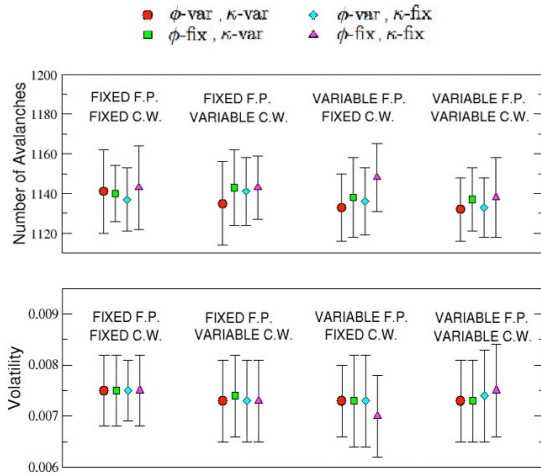 ϕ-var , κ-var ϕ-var, κ-fix
ϕ-fix , κ-var ϕ-fix, κ-fix
1200
1180
1160
1140
1120
Number of Avalanches
FIXED F.P. FIXED F.P. VARIABLE F.P. VARIABLE F.P.
FIXED C.W. VARIABLE C.W. FIXED C.W. VARIABLE C.W.
0.009
0.008
0.007
0.006
Volatility
FIXED F.P. FIXED F.P. VARIABLE F.P. VARIABLE F.P.
FIXED C.W. VARIABLE C.W. FIXED C.W. VARIABLE C.W.